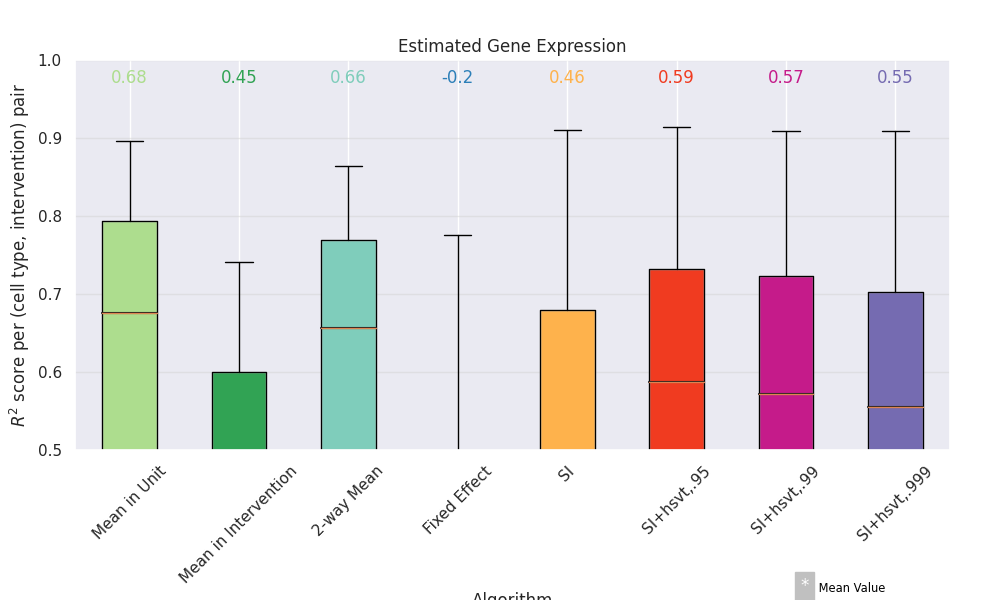 Estimated Gene Expression
0.68 0.45 0.66 -0.2 0.46 0.59 0.57 0.55
R² score per (cell type, intervention) pair
1.0
0.9
0.8
0.7
0.6
0.5
Mean in Unit
Mean in Intervention
2-way Mean
Fixed Effect
SI
SI+hsvt,.95
SI+hsvt,.99
SI+hsvt,.999
Algorithm
* Mean Value